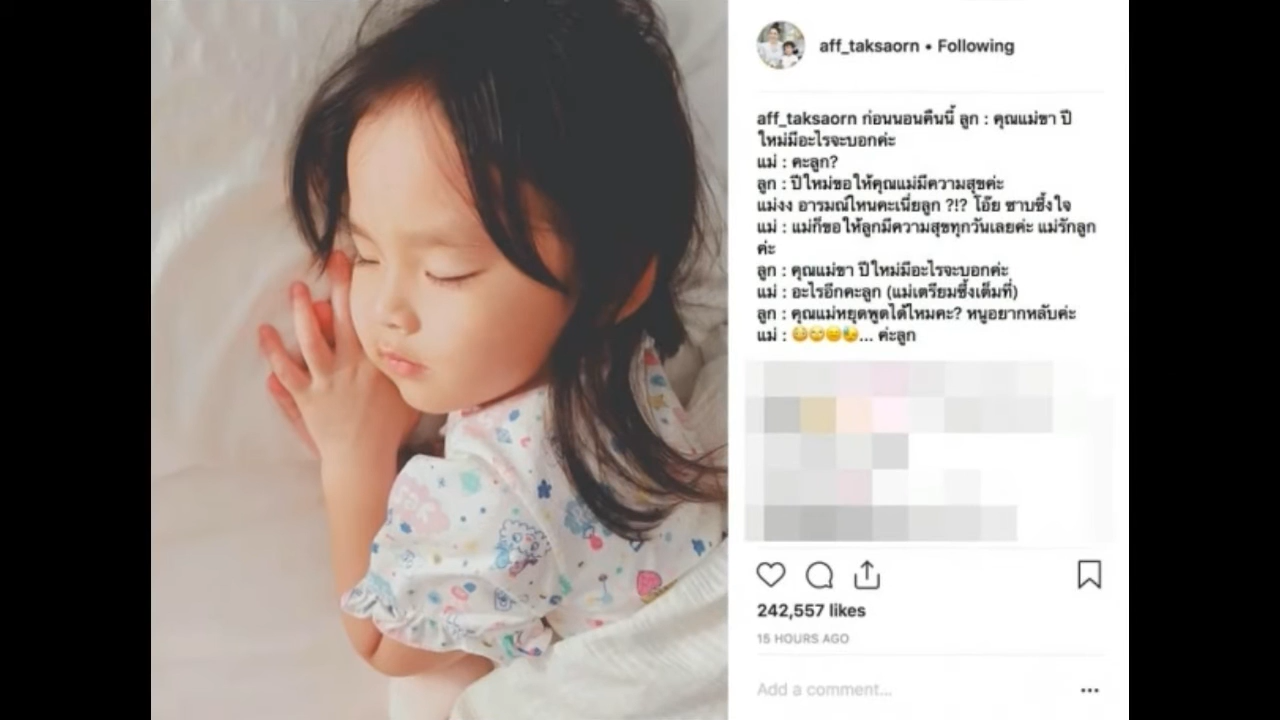 aff_taksaorn • Following
aff_taksaorn ก่อนนอนคืนนี้ ลูก : คุณแม่ขา ปี
ใหม่มีอะไรจะบอกค่ะ
แม่ : คะลูก?
ลูก : ปีใหม่ขอให้คุณแม่มีความสุขค่ะ
แม่งง อารมณ์ไหนคะเนี่ยลูก ?!? โอ๊ย ซาบซึ้งใจ
แม่ : แม่ก็ขอให้ลูกมีความสุขทุกวันเลยค่ะ แม่รักลูก
ค่ะ
ลูก : คุณแม่ขา ปีใหม่มีอะไรจะบอกค่ะ
แม่ : อะไรอีกคะลูก (แม่เตรียมซึ้งเต็มที่)
ลูก : คุณแม่หยุดพูดได้ไหมคะ? หนูอยากหลับค่ะ
แม่ : ... ค่ะลูก
242,557 likes
15 HOURS AGO
Add a comment...